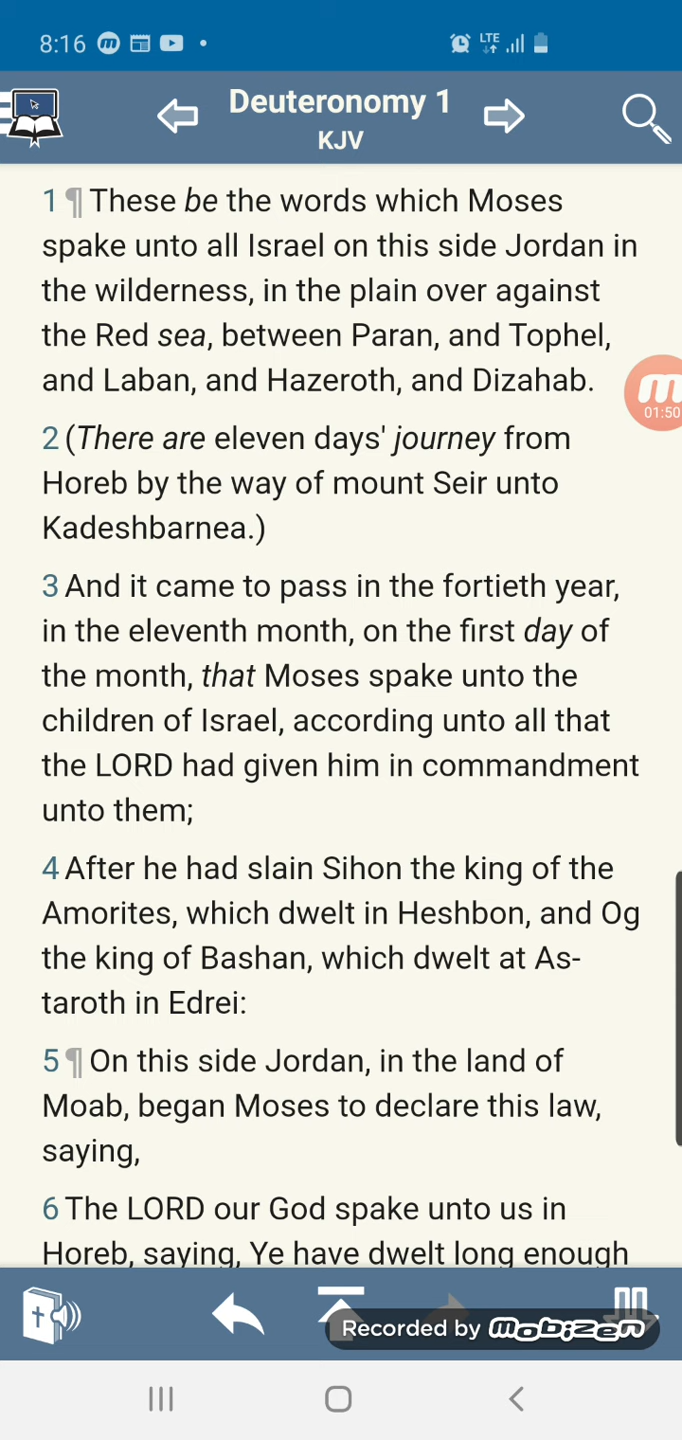 8:16
LTE
Deuteronomy 1
KJV
1 ¶ These be the words which Moses
spake unto all Israel on this side Jordan in
the wilderness, in the plain over against
the Red sea, between Paran, and Tophel,
and Laban, and Hazeroth, and Dizahab.
m
01:50
2 (There are eleven days' journey from
Horeb by the way of mount Seir unto
Kadeshbarnea.)
3 And it came to pass in the fortieth year,
in the eleventh month, on the first day of
the month, that Moses spake unto the
children of Israel, according unto all that
the LORD had given him in commandment
unto them;
4 After he had slain Sihon the king of the
Amorites, which dwelt in Heshbon, and Og
the king of Bashan, which dwelt at As-
taroth in Edrei:
5 ¶ On this side Jordan, in the land of
Moab, began Moses to declare this law,
saying,
6 The LORD our God spake unto us in
Horeb, saying, Ye have dwelt long enough
Recorded by mobizen